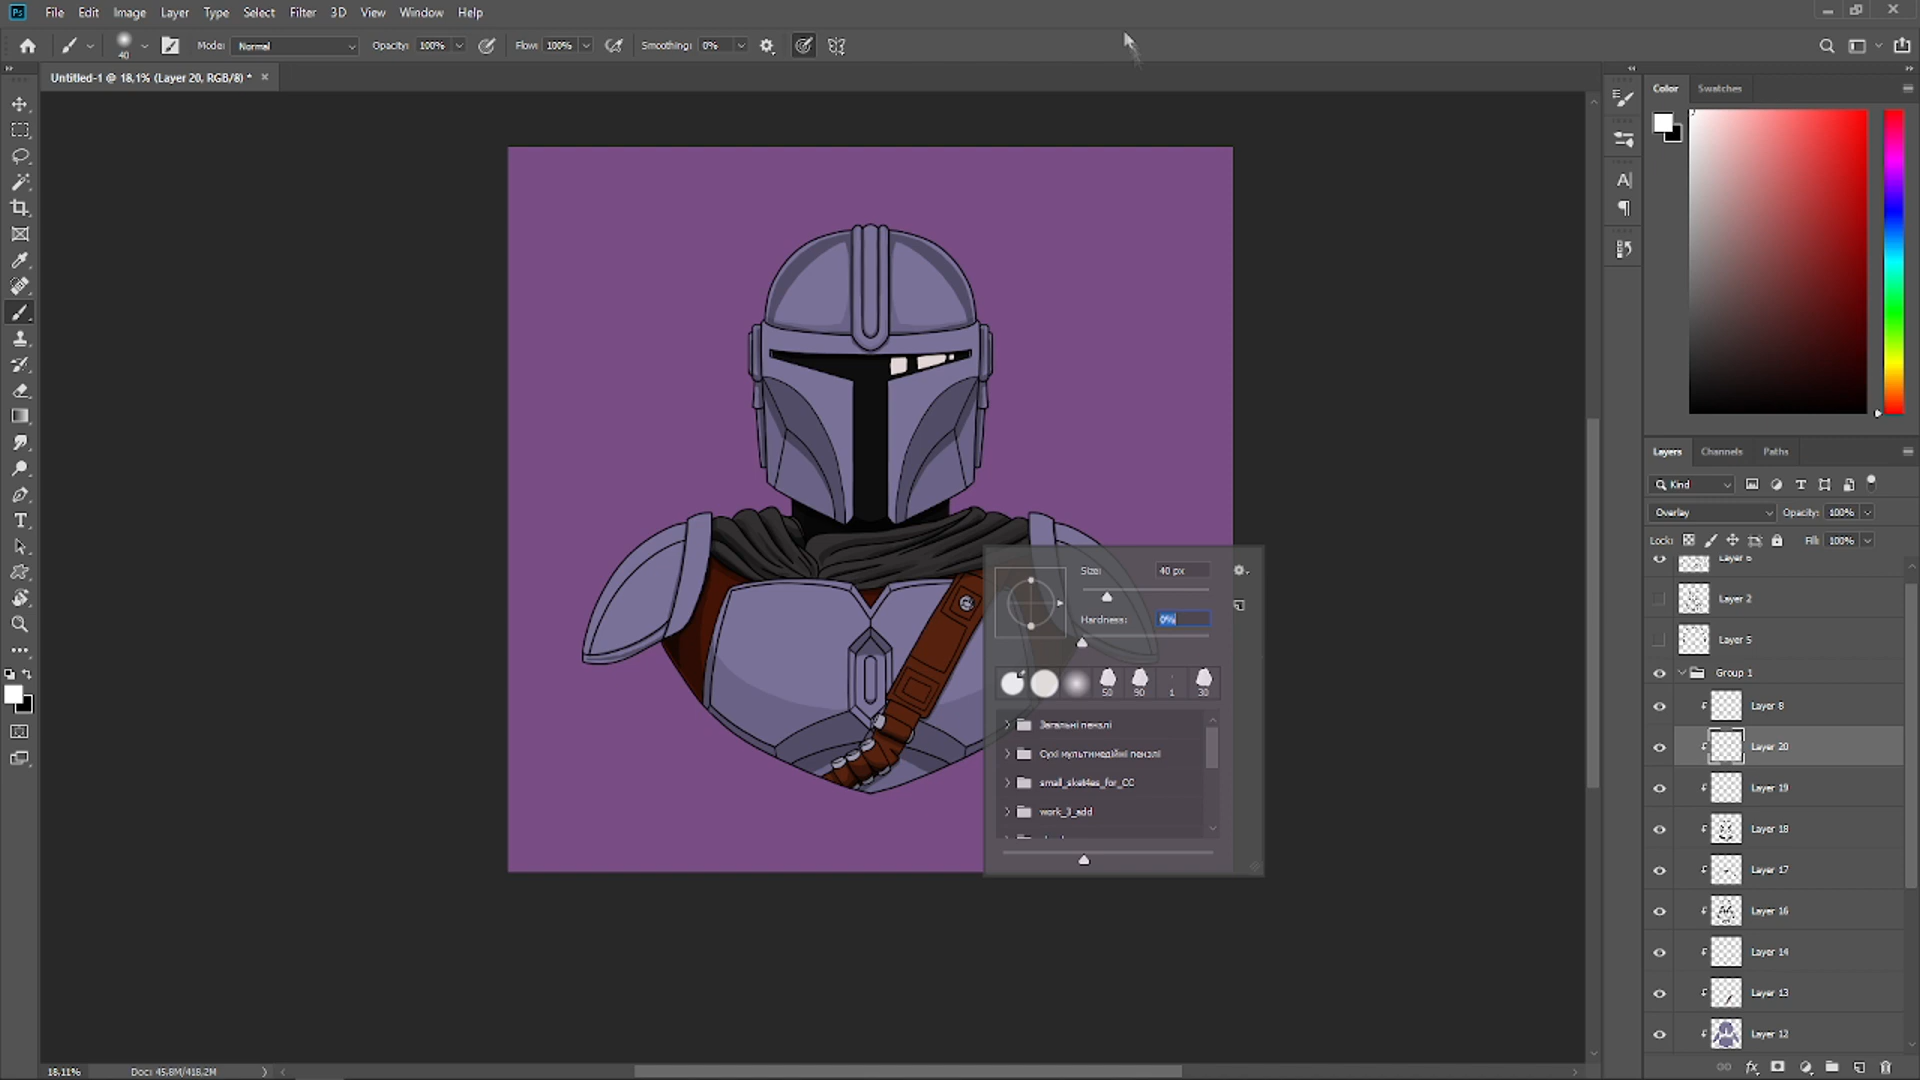 Ps File Edit Image Layer Type Select Filter 3D View Window Help
40 Mode: Normal Opacity: 100% Flow: 100% Smoothing: 0%
Untitled-1 @ 18,1% (Layer 20, RGB/8) * ×
Color Swatches
Layers Channels Paths
Kind
Overlay Opacity: 100%
Lock: Fill: 100%
Layer 6
Layer 2
Layer 5
Group 1
Layer 8
Layer 20
Layer 19
Layer 18
Layer 17
Layer 16
Layer 14
Layer 13
Layer 12
Size: 40 px
Hardness: 0%
50 90 1 30
Загальні пензлі
Сухі мультимедійні пензлі
small_sket4es_for_CC
work_3_add
18,11% Doc: 45,8M/418,2M